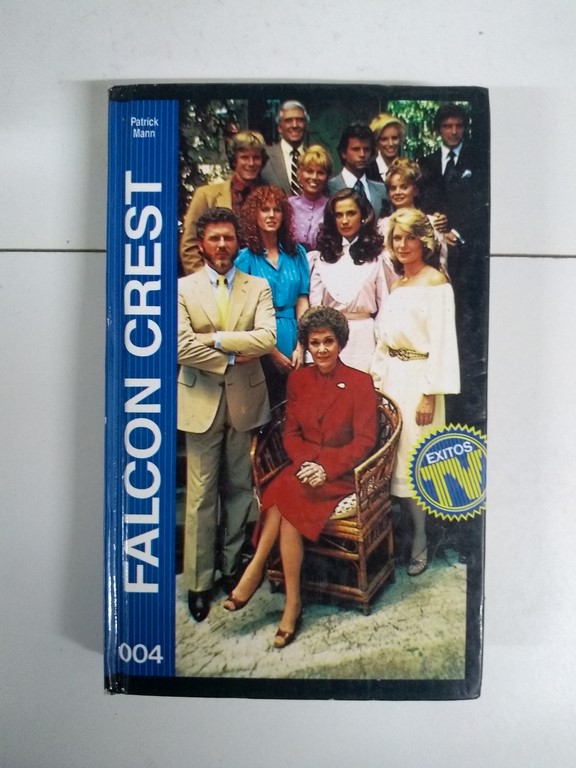 Patrick
Mann
FALCON CREST
EXITOS
TV
004